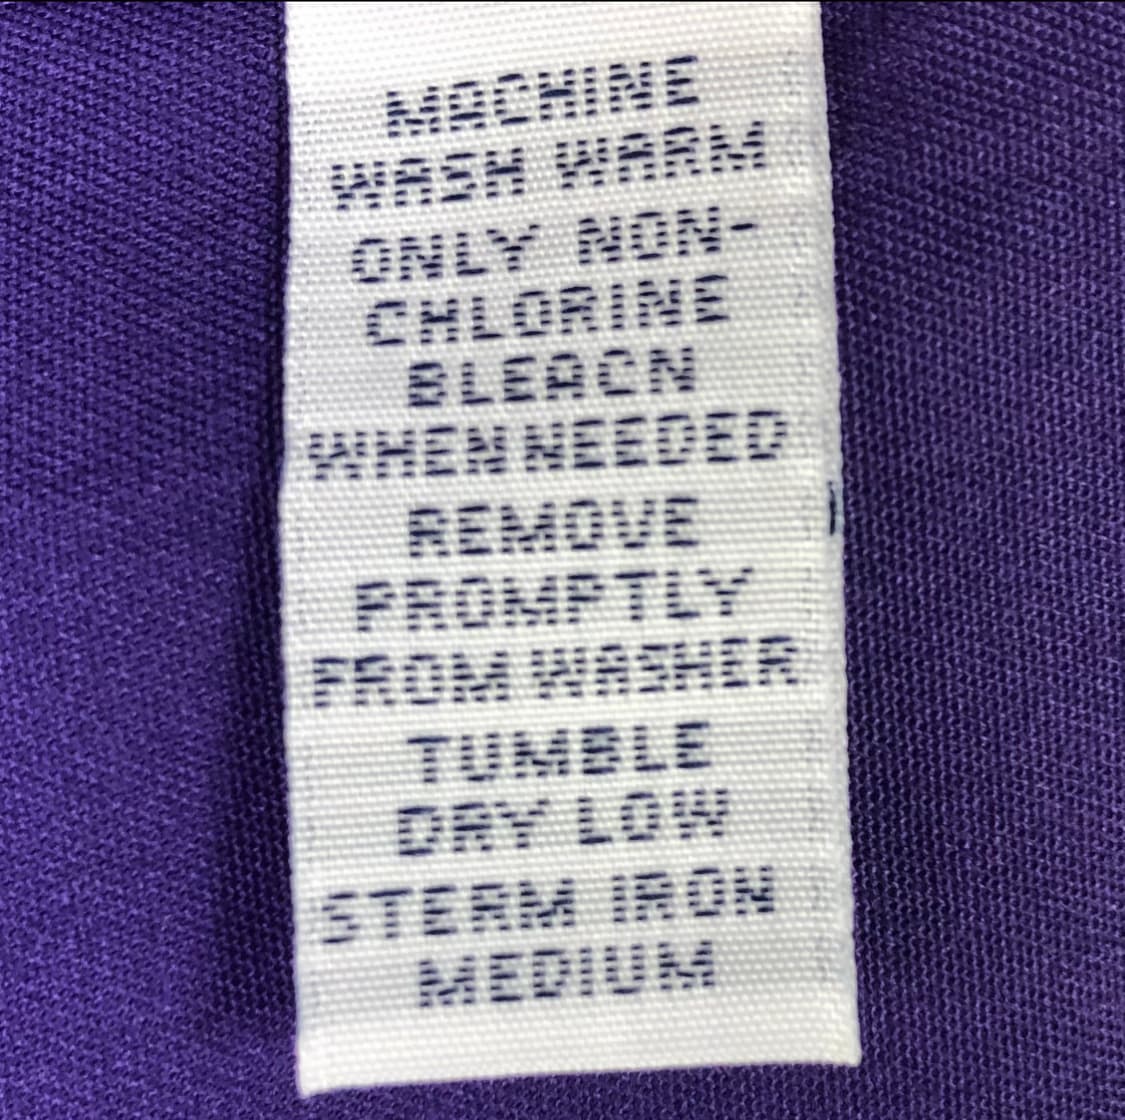 MACHINE
WASH WARM
ONLY NON-
CHLORINE
BLEACN
WHEN NEEDED
REMOVE
PROMPTLY
FROM WASHER
TUMBLE
DRY LOW
STERM IRON
MEDIUM